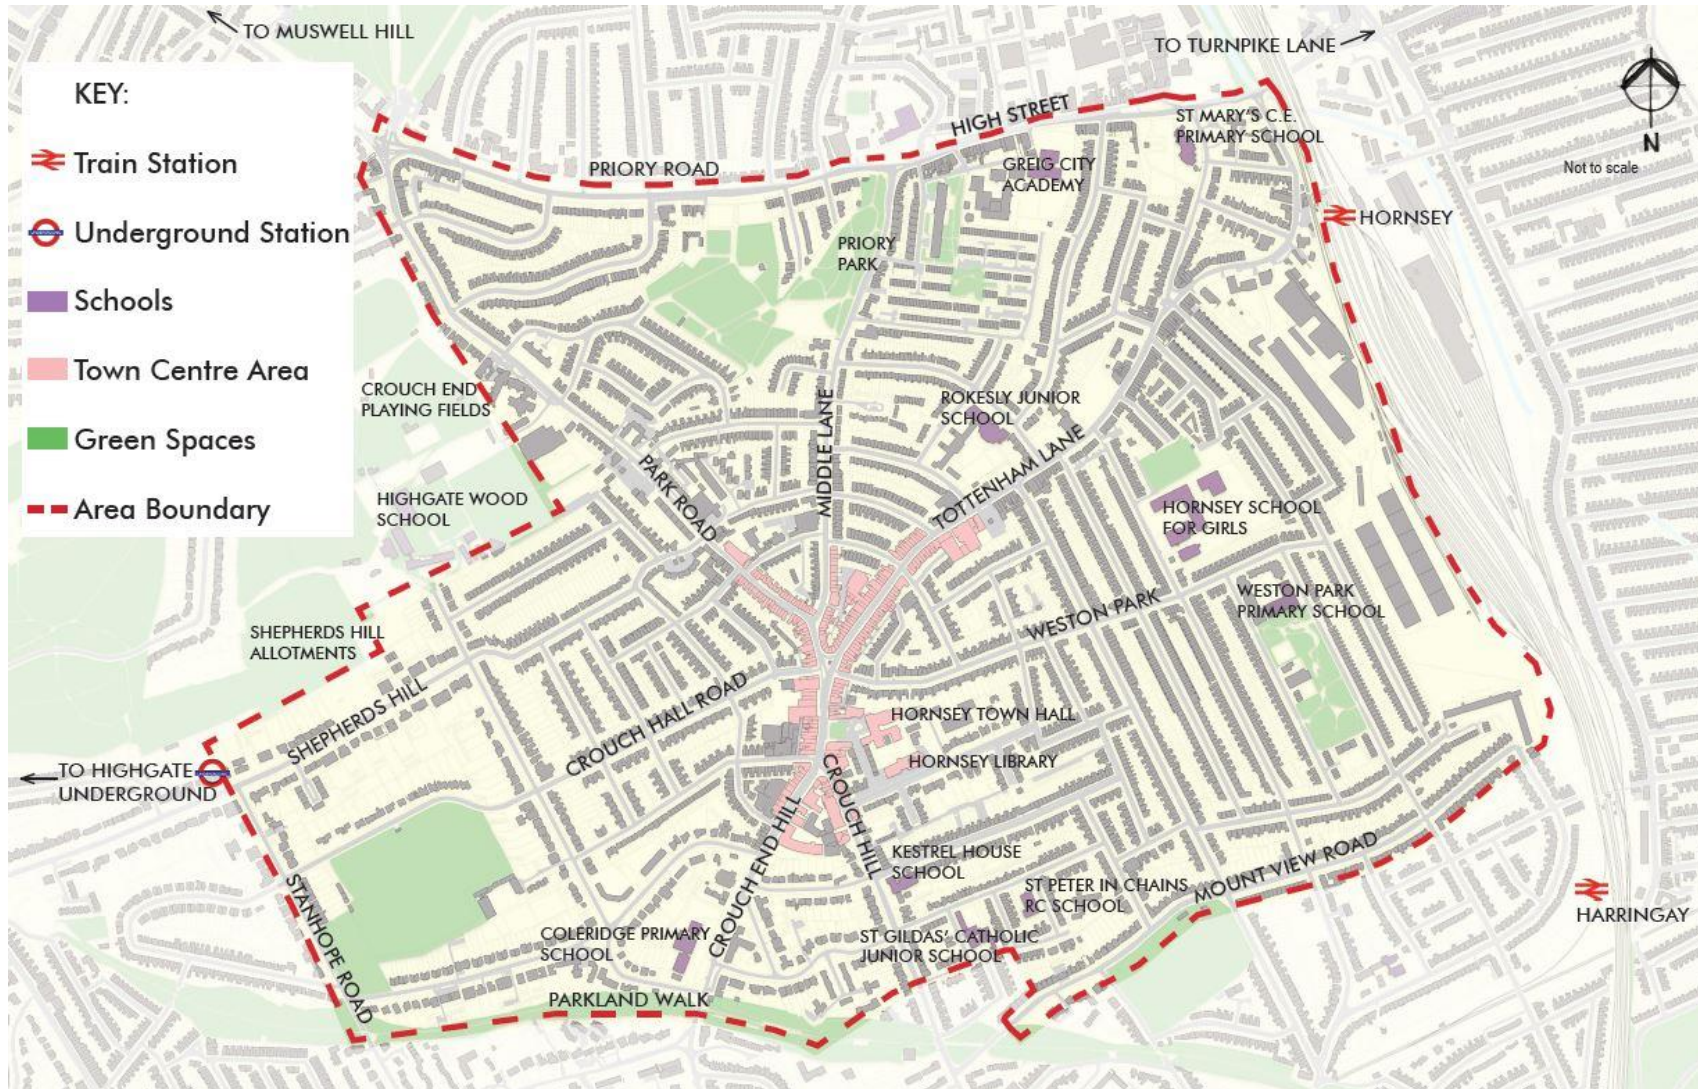 TO MUSWELL HILL
TO TURNPIKE LANE
KEY:
Train Station
Underground Station
Schools
Town Centre Area
Green Spaces
Area Boundary
N
Not to scale
HIGH STREET
ST MARY'S C.E.
PRIMARY SCHOOL
PRIORY ROAD
GREIG CITY
ACADEMY
HORNSEY
PRIORY
PARK
CROUCH END
PLAYING FIELDS
MIDDLE LANE
ROKESLY JUNIOR
SCHOOL
PARK ROAD
TOTTENHAM LANE
HIGHGATE WOOD
SCHOOL
HORNSEY SCHOOL
FOR GIRLS
WESTON PARK
WESTON PARK
PRIMARY SCHOOL
SHEPHERDS HILL
ALLOTMENTS
SHEPHERDS HILL
CROUCH HALL ROAD
HORNSEY TOWN HALL
HORNSEY LIBRARY
TO HIGHGATE
UNDERGROUND
CROUCH HILL
CROUCH END HILL
KESTREL HOUSE
SCHOOL
MOUNT VIEW ROAD
ST PETER IN CHAINS
RC SCHOOL
STANHOPE ROAD
HARRINGAY
COLERIDGE PRIMARY
SCHOOL
ST GILDAS' CATHOLIC
JUNIOR SCHOOL
PARKLAND WALK